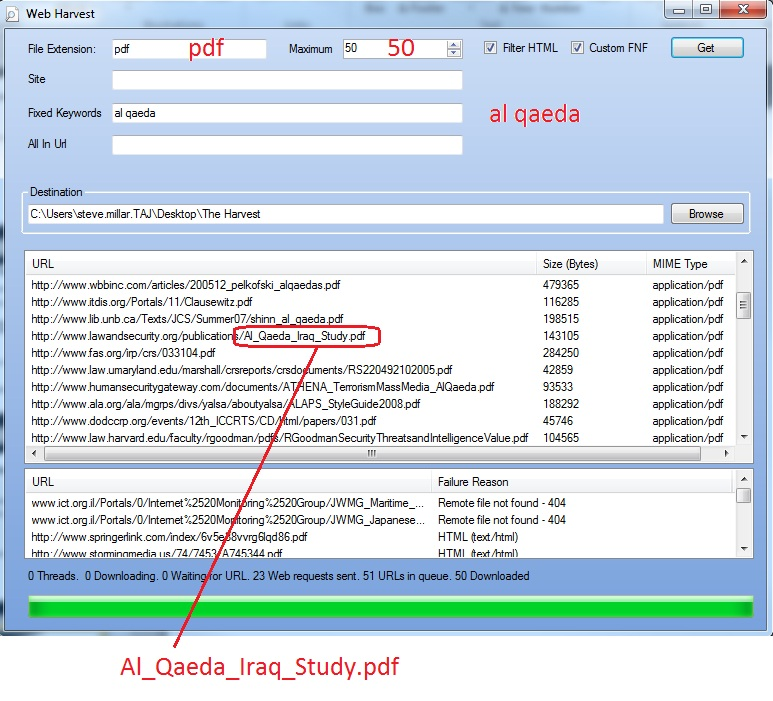 Web Harvest
File Extension: pdf pdf Maximum 50 50 Filter HTML Custom FNF Get
Site
Fixed Keywords al qaeda al qaeda
All In Url
Destination
C:\Users\steve.millar.TAJ\Desktop\The Harvest Browse
URL Size (Bytes) MIME Type
http://www.wbbinc.com/articles/200512_pelkofski_alqaedas.pdf 479365 application/pdf
http://www.itdis.org/Portals/11/Clausewitz.pdf 116285 application/pdf
http://www.lib.unb.ca/Texts/JCS/Summer07/shinn_al_qaeda.pdf 198515 application/pdf
http://www.lawandsecurity.org/publications/Al_Qaeda_Iraq_Study.pdf 143105 application/pdf
http://www.fas.org/irp/crs/033104.pdf 284250 application/pdf
http://www.law.umaryland.edu/marshall/crsreports/crsdocuments/RS220492102005.pdf 42859 application/pdf
http://www.humansecuritygateway.com/documents/ATHENA_TerrorismMassMedia_AlQaeda.pdf 93533 application/pdf
http://www.ala.org/ala/mgrps/divs/yalsa/aboutyalsa/ALAPS_StyleGuide2008.pdf 188292 application/pdf
http://www.dodccrp.org/events/12th_ICCRTS/CD/html/papers/031.pdf 45746 application/pdf
http://www.law.harvard.edu/faculty/rgoodman/pdfs/RGoodmanSecurityThreatsandIntelligenceValue.pdf 104565 application/pdf
URL Failure Reason
www.ict.org.il/Portals/0/Internet%2520Monitoring%2520Group/JWMG_Maritime_... Remote file not found - 404
www.ict.org.il/Portals/0/Internet%2520Monitoring%2520Group/JWMG_Japanese... Remote file not found - 404
http://www.springerlink.com/index/6v5e38vvrg6lqd86.pdf HTML (text/html)
http://www.stormingmedia.us/74/7453/A745344.pdf HTML (text/html)
0 Threads. 0 Downloading. 0 Waiting for URL. 23 Web requests sent. 51 URLs in queue. 50 Downloaded
Al_Qaeda_Iraq_Study.pdf